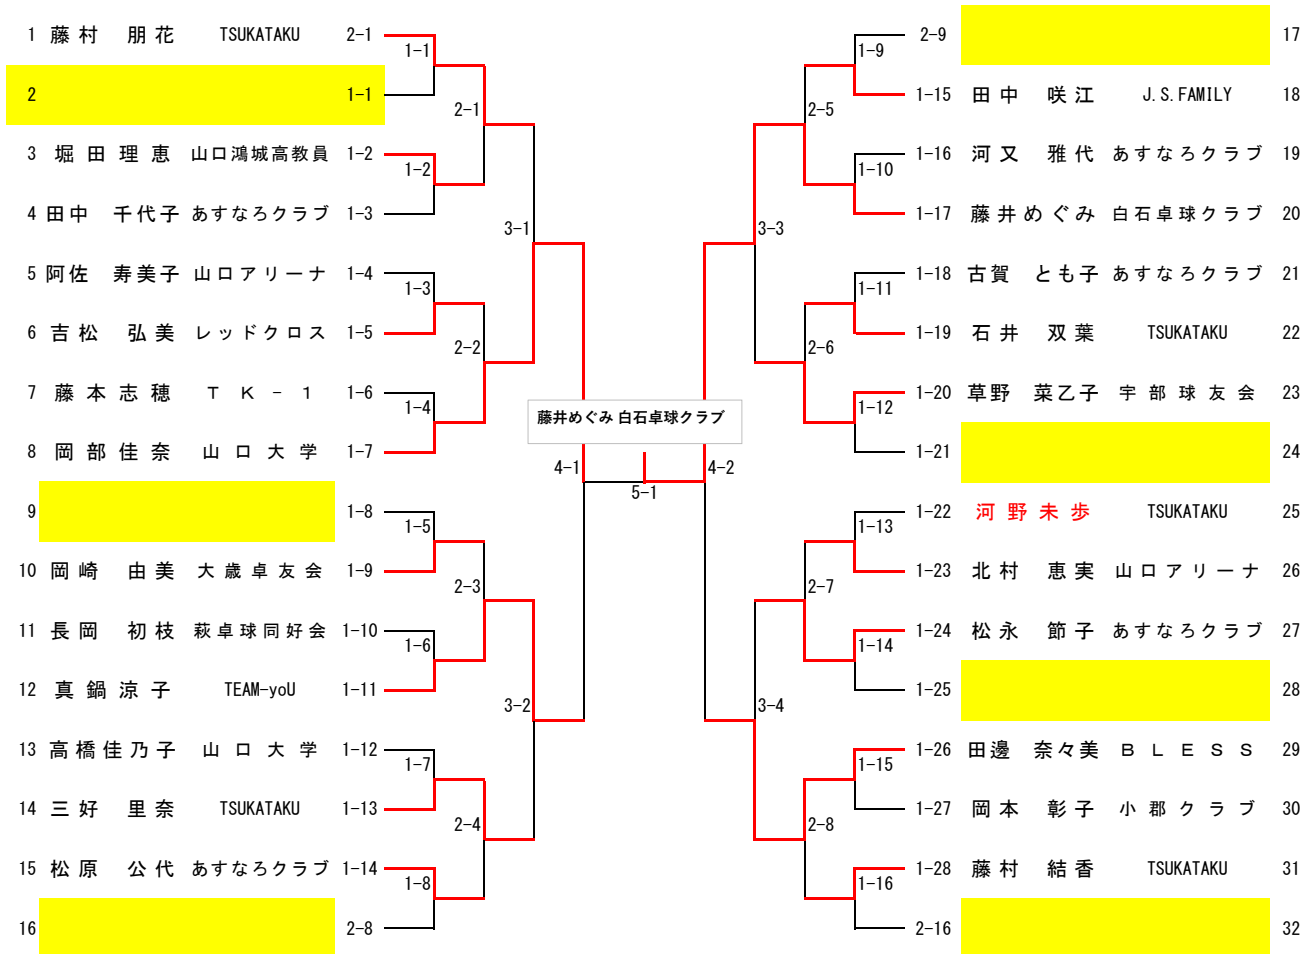 1 藤村 朋花 TSUKATAKU 2-1
2 1-1
3 堀田理恵 山口鴻城高教員 1-2
4 田中 千代子 あすなろクラブ 1-3
5 阿佐 寿美子 山口アリーナ 1-4
6 吉松 弘美 レッドクロス 1-5
7 藤本志穂 TK-1 1-6
8 岡部佳奈 山口大学 1-7
9 1-8
10 岡崎 由美 大歳卓友会 1-9
11 長岡 初枝 萩卓球同好会 1-10
12 真鍋涼子 TEAM-yoU 1-11
13 高橋佳乃子 山口大学 1-12
14 三好 里奈 TSUKATAKU 1-13
15 松原 公代 あすなろクラブ 1-14
16 2-8
1-1
1-2
1-3
1-4
1-5
1-6
1-7
1-8
2-1
2-2
2-3
2-4
3-1
3-2
4-1
藤井めぐみ 白石卓球クラブ
5-1
4-2
3-3
3-4
2-5
2-6
2-7
2-8
1-9
1-10
1-11
1-12
1-13
1-14
1-15
1-16
2-9 17
1-15 田中 咲江 J.S.FAMILY 18
1-16 河又 雅代 あすなろクラブ 19
1-17 藤井めぐみ 白石卓球クラブ 20
1-18 古賀 とも子 あすなろクラブ 21
1-19 石井 双葉 TSUKATAKU 22
1-20 草野 菜乙子 宇部球友会 23
1-21 24
1-22 河野未歩 TSUKATAKU 25
1-23 北村 恵実 山口アリーナ 26
1-24 松永 節子 あすなろクラブ 27
1-25 28
1-26 田邊 奈々美 BLESS 29
1-27 岡本 彰子 小郡クラブ 30
1-28 藤村 結香 TSUKATAKU 31
2-16 32